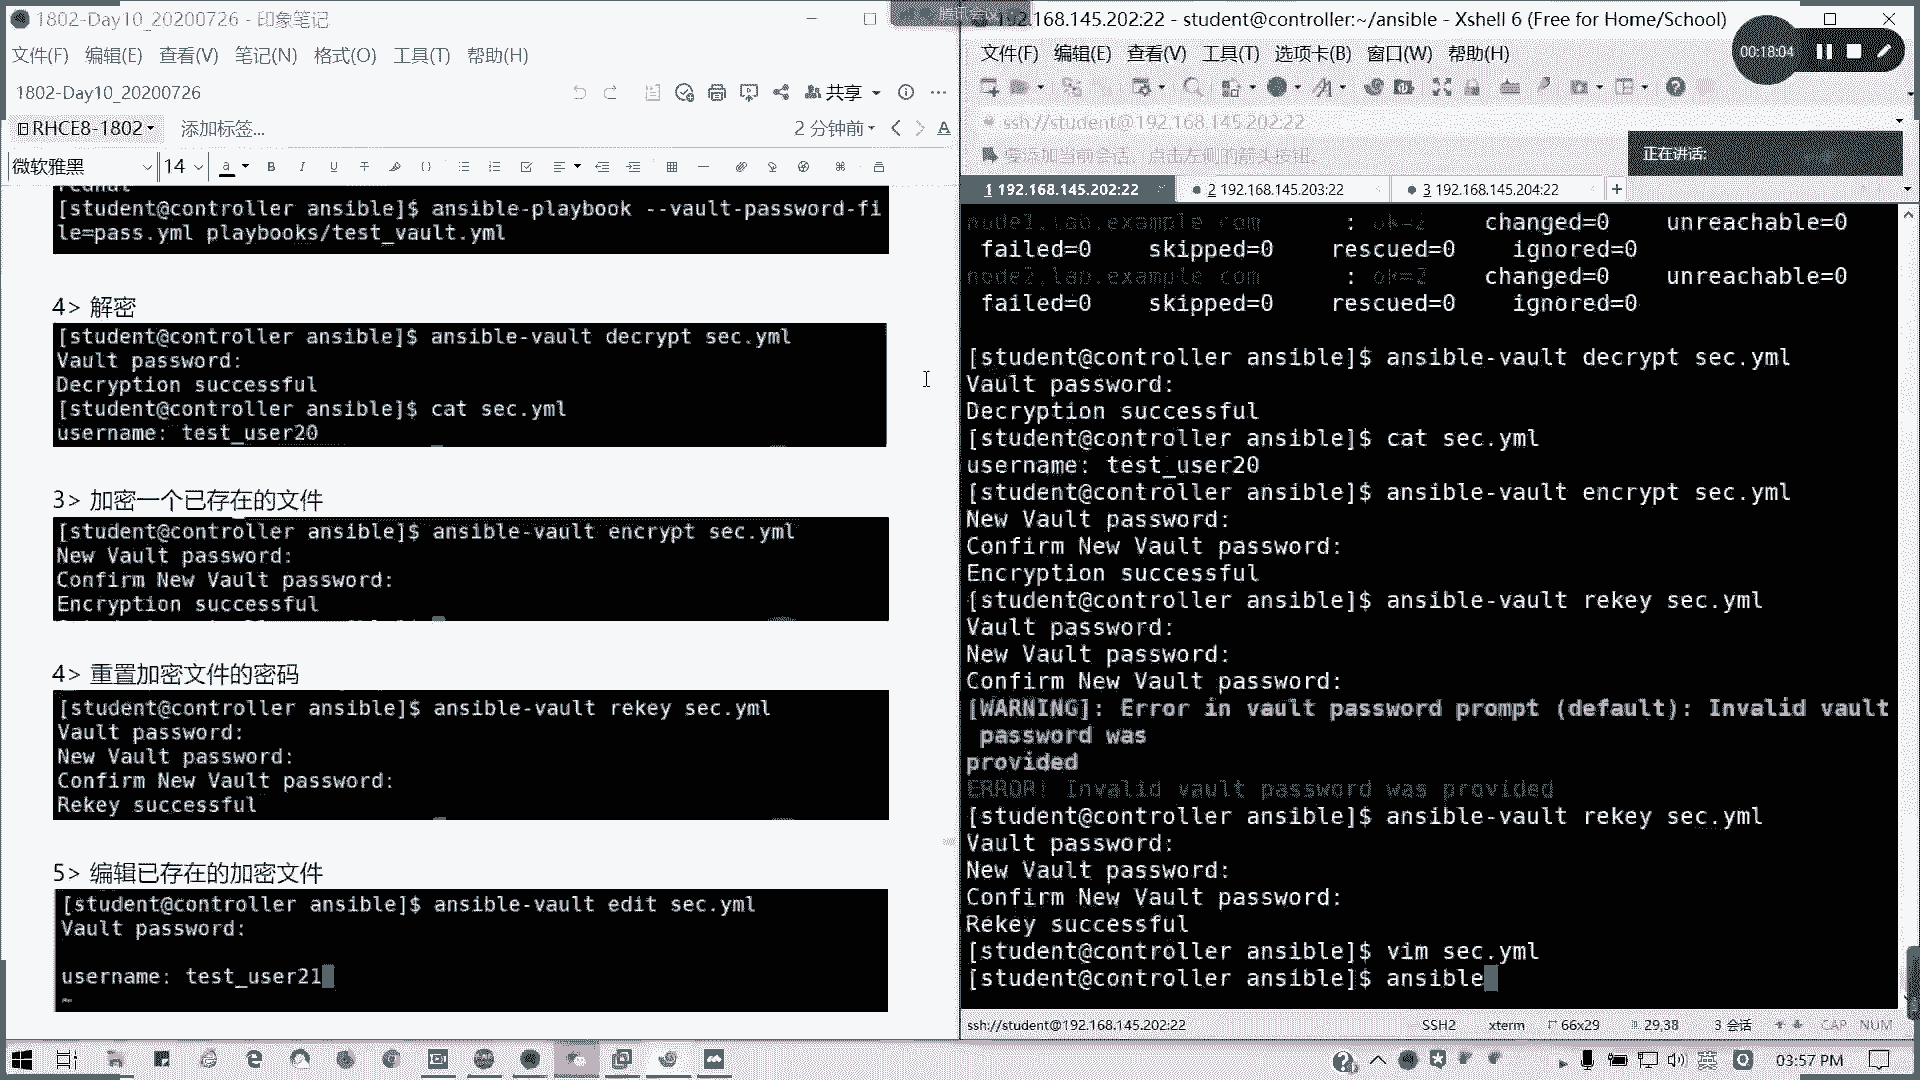 1802-Day10_20200726 - 印象笔记
文件(F) 编辑(E) 查看(V) 笔记(N) 格式(O) 工具(T) 帮助(H)
1802-Day10_20200726
共享
RHCE8-1802
添加标签...
2 分钟前
微软雅黑
14
[student@controller ansible]$ ansible-playbook --vault-password-fi
le=pass.yml playbooks/test_vault.yml
4> 解密
[student@controller ansible]$ ansible-vault decrypt sec.yml
Vault password:
Decryption successful
[student@controller ansible]$ cat sec.yml
username: test_user20
3> 加密一个已存在的文件
[student@controller ansible]$ ansible-vault encrypt sec.yml
New Vault password:
Confirm New Vault password:
Encryption successful
4> 重置加密文件的密码
[student@controller ansible]$ ansible-vault rekey sec.yml
Vault password:
New Vault password:
Confirm New Vault password:
Rekey successful
5> 编辑已存在的加密文件
[student@controller ansible]$ ansible-vault edit sec.yml
Vault password:
username: test_user21
~
192.168.145.202:22 - student@controller:~/ansible - Xshell 6 (Free for Home/School)
00:18:04
文件(F) 编辑(E) 查看(V) 工具(T) 选项卡(B) 窗口(W) 帮助(H)
ssh://student@192.168.145.202:22
要添加当前会话，点击左侧的箭头按钮。
正在讲话:
1 192.168.145.202:22
2 192.168.145.203:22
3 192.168.145.204:22
node1.lab.example.com : ok=2 changed=0 unreachable=0
failed=0 skipped=0 rescued=0 ignored=0
node2.lab.example.com : ok=2 changed=0 unreachable=0
failed=0 skipped=0 rescued=0 ignored=0
[student@controller ansible]$ ansible-vault decrypt sec.yml
Vault password:
Decryption successful
[student@controller ansible]$ cat sec.yml
username: test_user20
[student@controller ansible]$ ansible-vault encrypt sec.yml
New Vault password:
Confirm New Vault password:
Encryption successful
[student@controller ansible]$ ansible-vault rekey sec.yml
Vault password:
New Vault password:
Confirm New Vault password:
[WARNING]: Error in vault password prompt (default): Invalid vault
password was
provided
ERROR! Invalid vault password was provided
[student@controller ansible]$ ansible-vault rekey sec.yml
Vault password:
New Vault password:
Confirm New Vault password:
Rekey successful
[student@controller ansible]$ vim sec.yml
[student@controller ansible]$ ansible
ssh://student@192.168.145.202:22
SSH2
xterm
66x29
29,38
3 会话
CAP NUM
英
03:57 PM